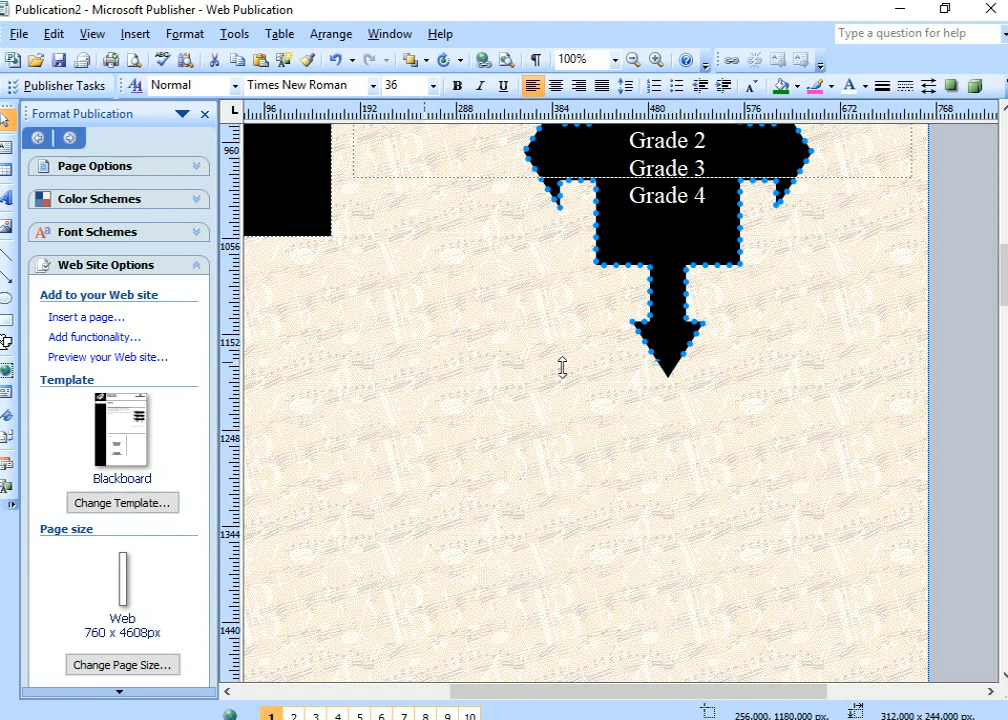 Publication2 - Microsoft Publisher - Web Publication
File Edit View Insert Format Tools Table Arrange Window Help
Type a question for help
100%
Publisher Tasks Normal Times New Roman 36 B I U
Format Publication
L 96 192 288 384 480 576 672 768
Page Options
Color Schemes
Font Schemes
Web Site Options
Add to your Web site
Insert a page...
Add functionality...
Preview your Web site...
Template
Blackboard
Change Template...
Page size
Web
760 x 4608px
Change Page Size...
960
1056
1152
1248
1344
1440
Grade 2
Grade 3
Grade 4
1 2 3 4 5 6 7 8 9 10
256.000, 1180.000 px.
312.000 x 244.000 px.